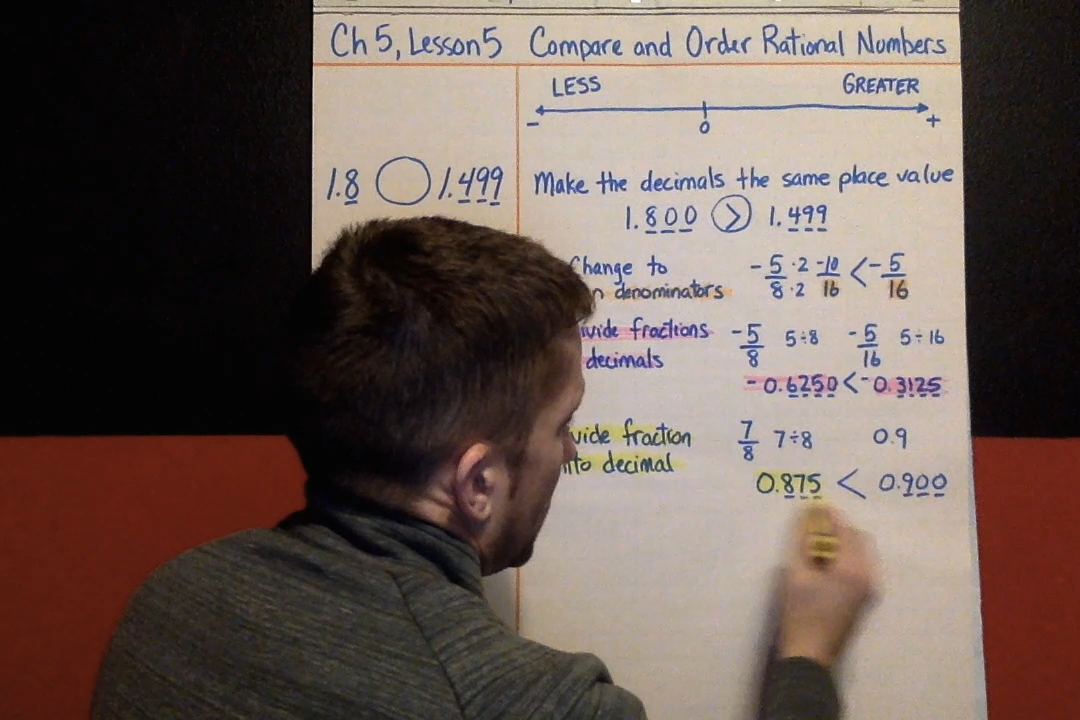 Ch 5, Lesson 5 Compare and Order Rational Numbers
LESS GREATER
- 0 +
1.8 ◯ 1.499 Make the decimals the same place value
1.800 > 1.499
Change to -5/8 ·2/·2 -10/16 < -5/16
denominators
fractions -5/8 5÷8 -5/16 5÷16
decimals
-0.6250 < -0.3125
fraction 7/8 7÷8 0.9
decimal
0.875 < 0.900